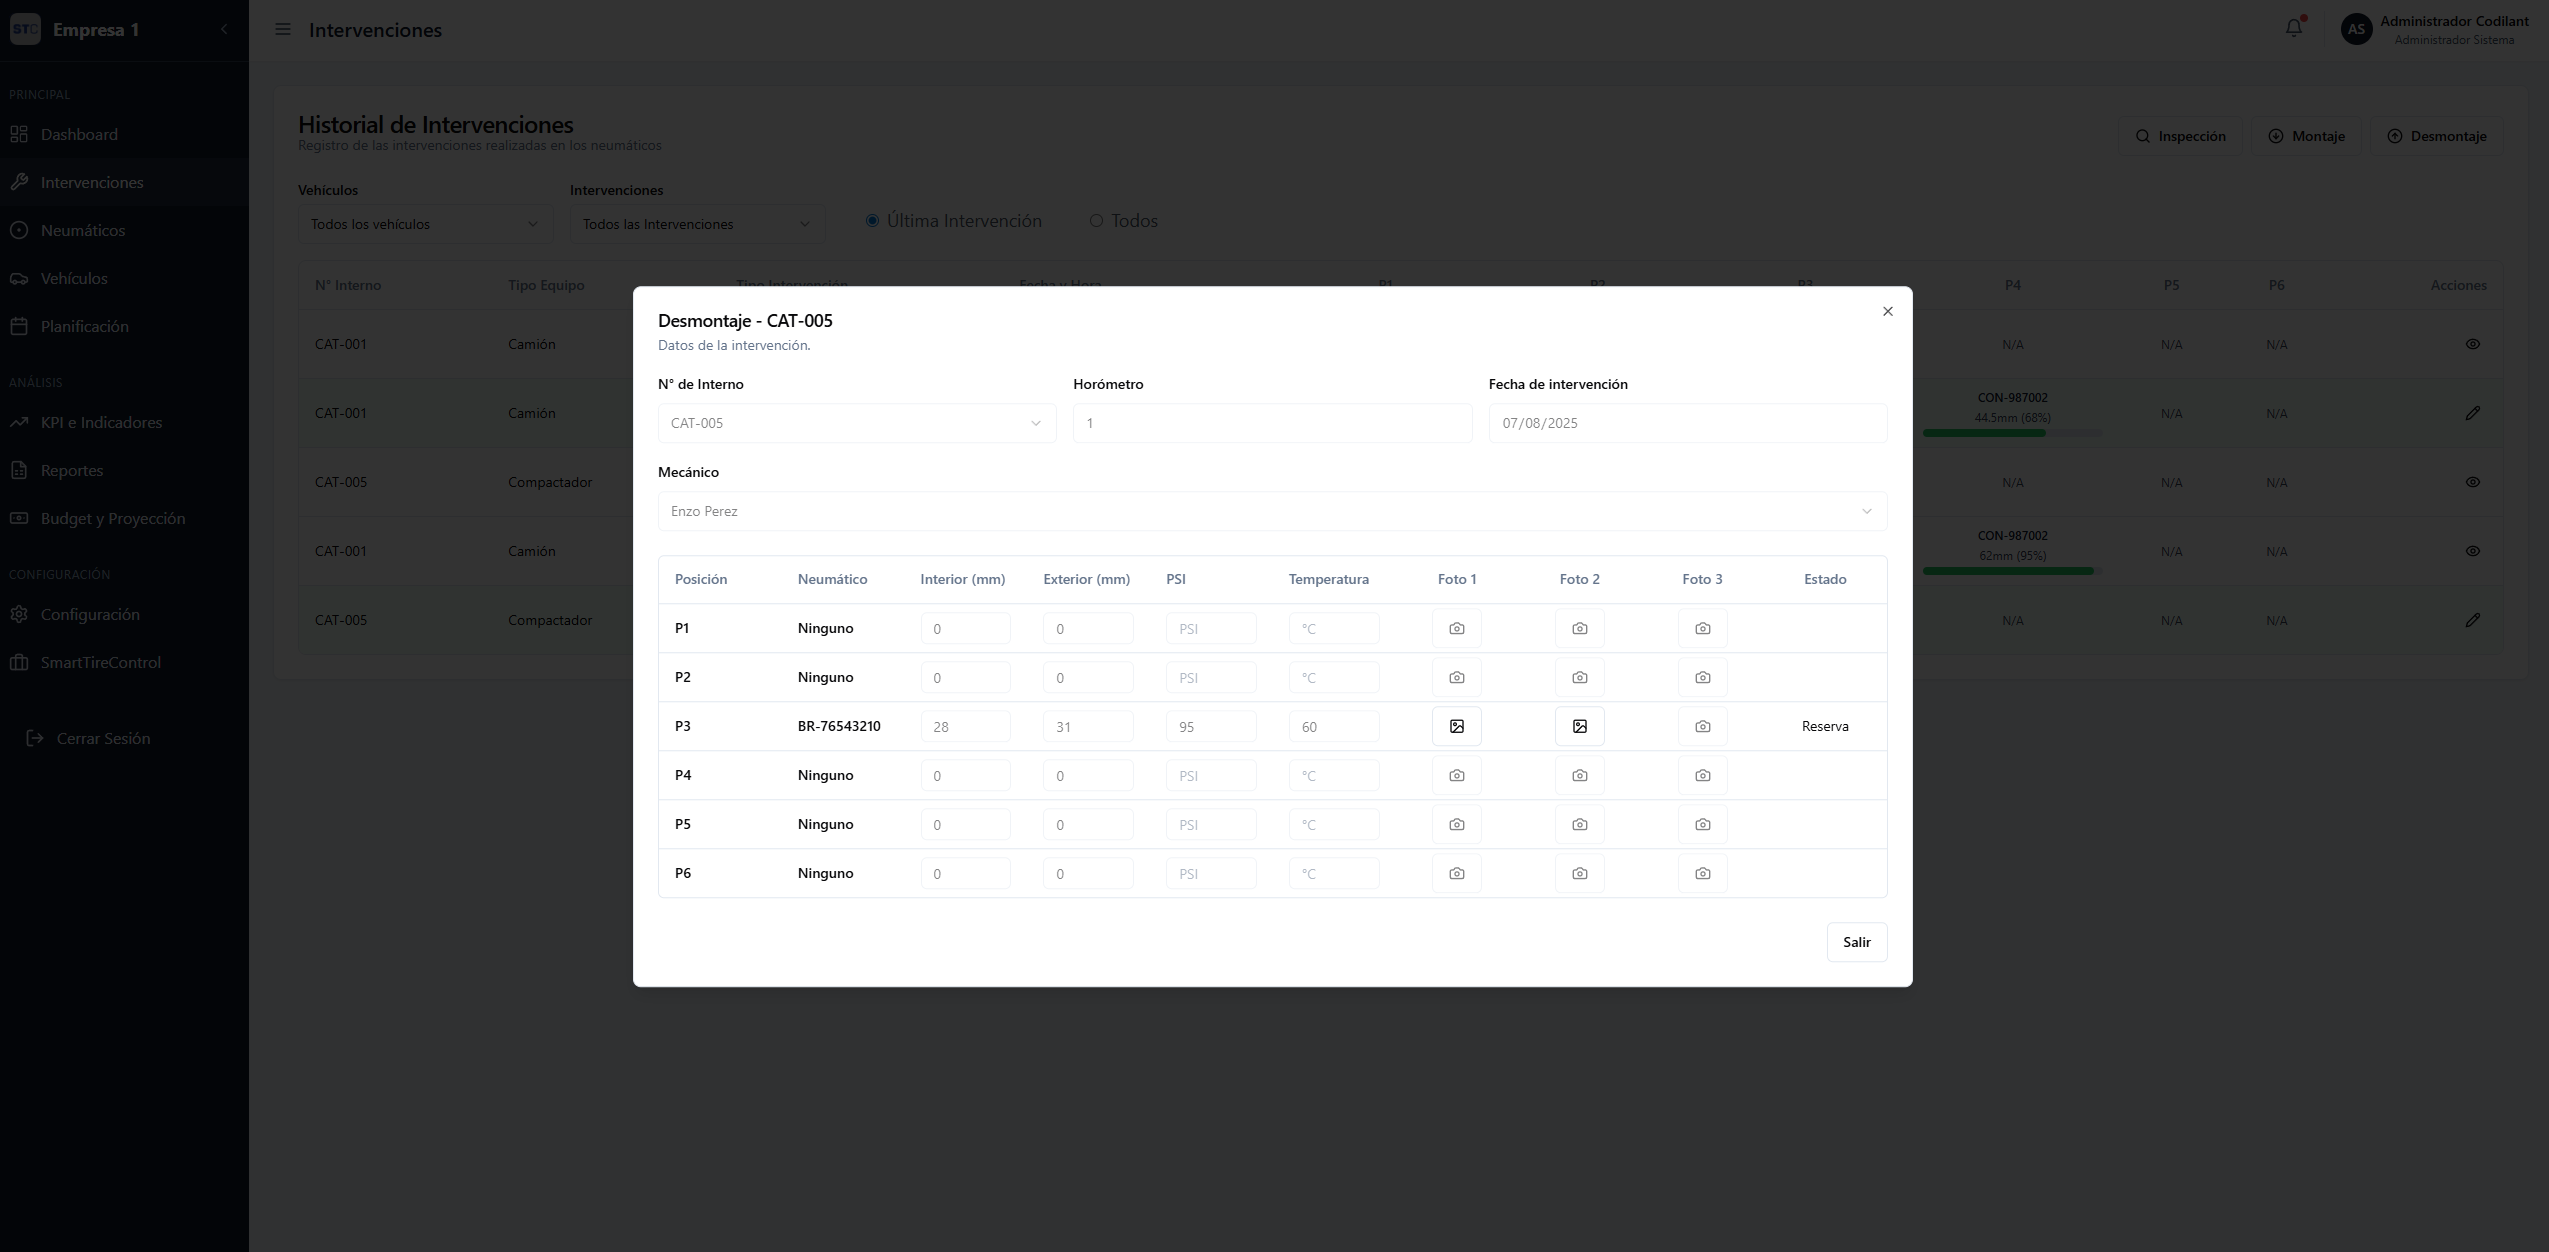 STC Empresa 1
PRINCIPAL
Dashboard
Intervenciones
Neumáticos
Vehículos
Planificación
ANÁLISIS
KPI e Indicadores
Reportes
Budget y Proyección
CONFIGURACIÓN
Configuración
SmartTireControl
Cerrar Sesión
Intervenciones
AS Administrador Codilant
Administrador Sistema
Historial de Intervenciones
Registro de las intervenciones realizadas en los neumáticos
Inspección Montaje Desmontaje
Vehículos Intervenciones
Todos los vehículos Todos las Intervenciones Última Intervención Todos
N° Interno Tipo Equipo Tipo Intervención Fecha y Hora P1 P2 P3 P4 P5 P6 Acciones
CAT-001 Camión N/A N/A N/A
CAT-001 Camión CON-987002 N/A N/A
44.5mm (68%)
CAT-005 Compactador N/A N/A N/A
CAT-001 Camión CON-987002 N/A N/A
62mm (95%)
CAT-005 Compactador N/A N/A N/A
Desmontaje - CAT-005
Datos de la intervención.
N° de Interno Horómetro Fecha de intervención
CAT-005 1 07/08/2025
Mecánico
Enzo Perez
Posición Neumático Interior (mm) Exterior (mm) PSI Temperatura Foto 1 Foto 2 Foto 3 Estado
P1 Ninguno 0 0 PSI °C
P2 Ninguno 0 0 PSI °C
P3 BR-76543210 28 31 95 60 Reserva
P4 Ninguno 0 0 PSI °C
P5 Ninguno 0 0 PSI °C
P6 Ninguno 0 0 PSI °C
Salir